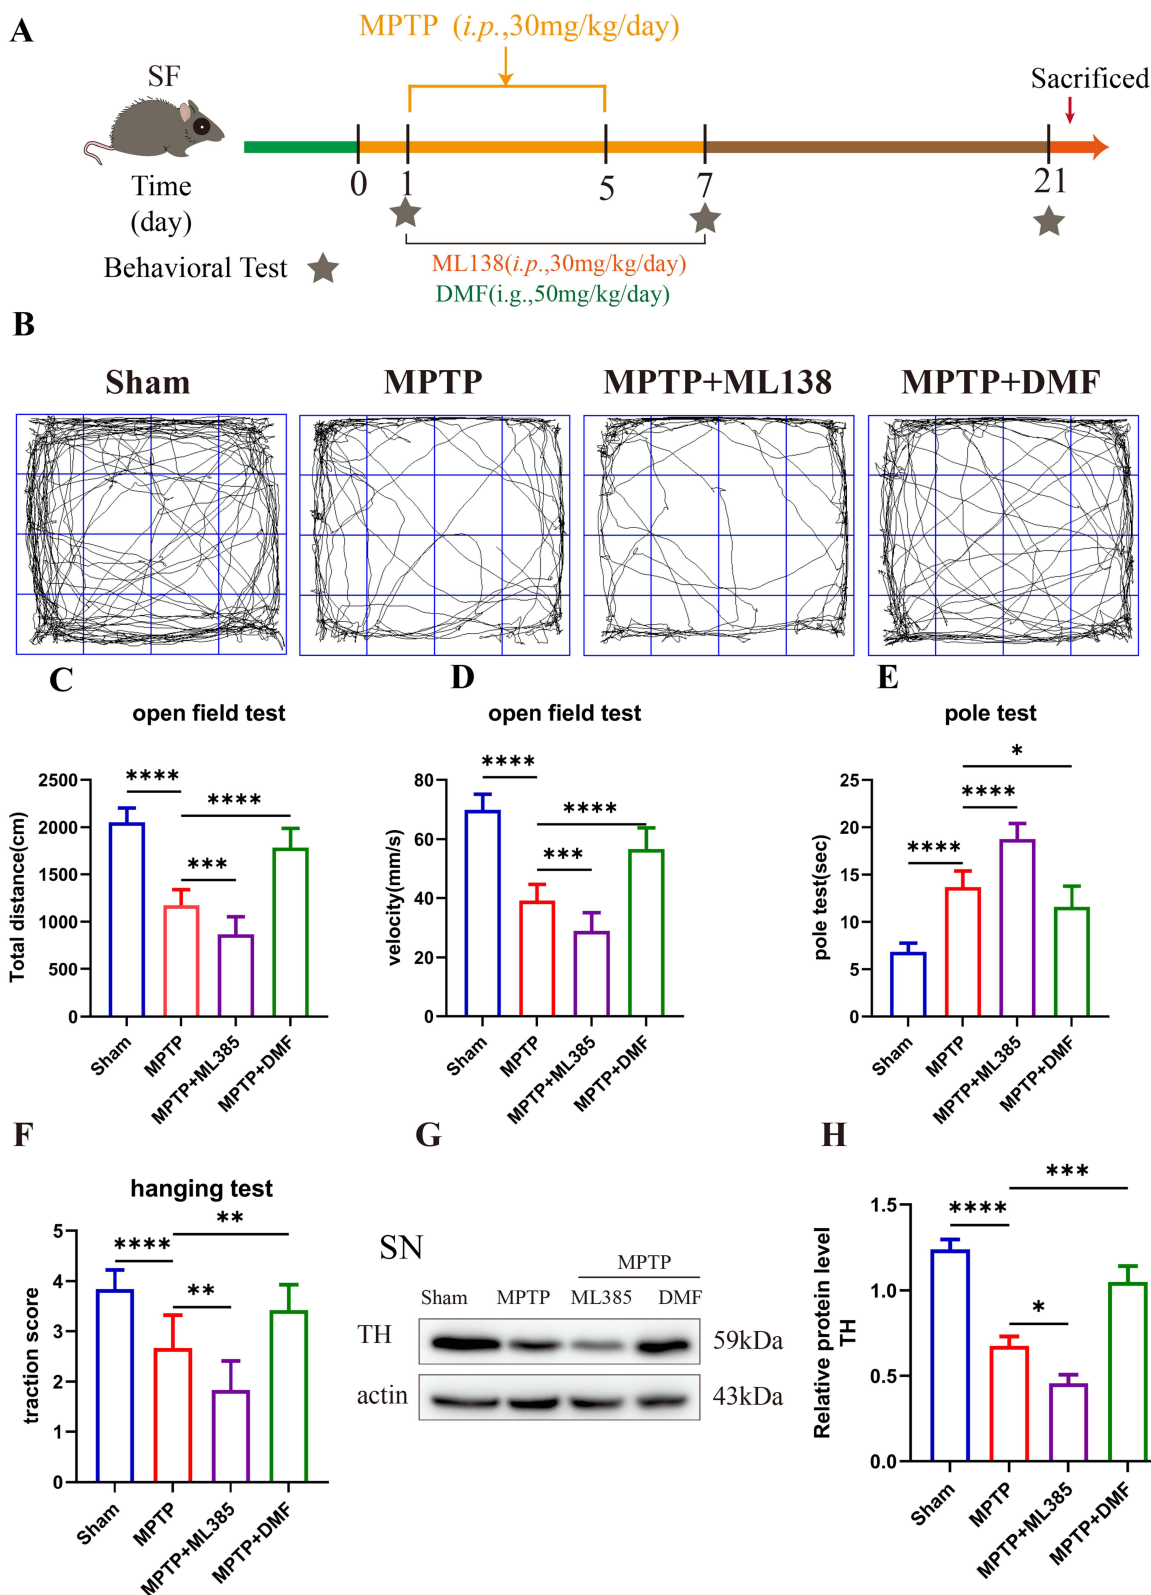 A
MPTP (i.p.,30mg/kg/day)
SF
Sacrificed
Time
(day)
0 1 5 7 21
Behavioral Test
ML138(i.p.,30mg/kg/day)
DMF(i.g.,50mg/kg/day)
B
Sham MPTP MPTP+ML138 MPTP+DMF
C
open field test
Total distance(cm)
2500
2000
1500
1000
500
0
****
****
***
Sham
MPTP
MPTP+ML385
MPTP+DMF
D
open field test
velocity(mm/s)
80
60
40
20
0
****
****
***
Sham
MPTP
MPTP+ML385
MPTP+DMF
E
pole test
pole test(sec)
25
20
15
10
5
0
*
****
****
Sham
MPTP
MPTP+ML385
MPTP+DMF
F
hanging test
traction score
5
4
3
2
1
0
**
****
**
Sham
MPTP
MPTP+ML385
MPTP+DMF
G
SN
MPTP
Sham MPTP ML385 DMF
TH 59kDa
actin 43kDa
H
Relative protein level
TH
1.5
1.0
0.5
0.0
***
****
*
Sham
MPTP
MPTP+ML385
MPTP+DMF